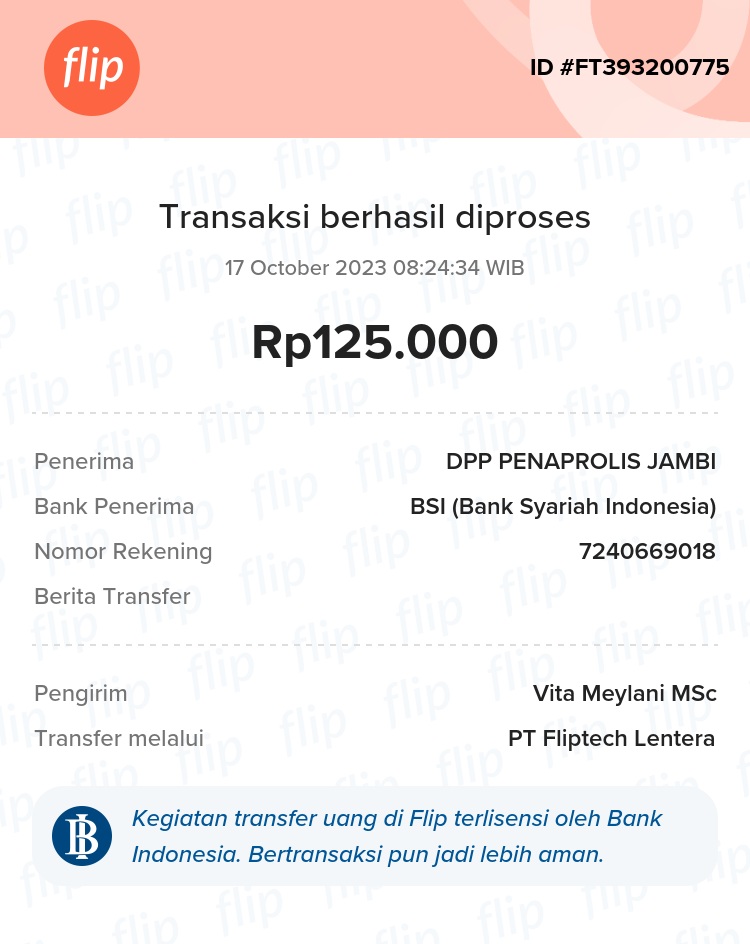 flip
ID #FT393200775
Transaksi berhasil diproses
17 October 2023 08:24:34 WIB
Rp125.000
Penerima DPP PENAPROLIS JAMBI
Bank Penerima BSI (Bank Syariah Indonesia)
Nomor Rekening 7240669018
Berita Transfer
Pengirim Vita Meylani MSc
Transfer melalui PT Fliptech Lentera
Kegiatan transfer uang di Flip terlisensi oleh Bank
Indonesia. Bertransaksi pun jadi lebih aman.